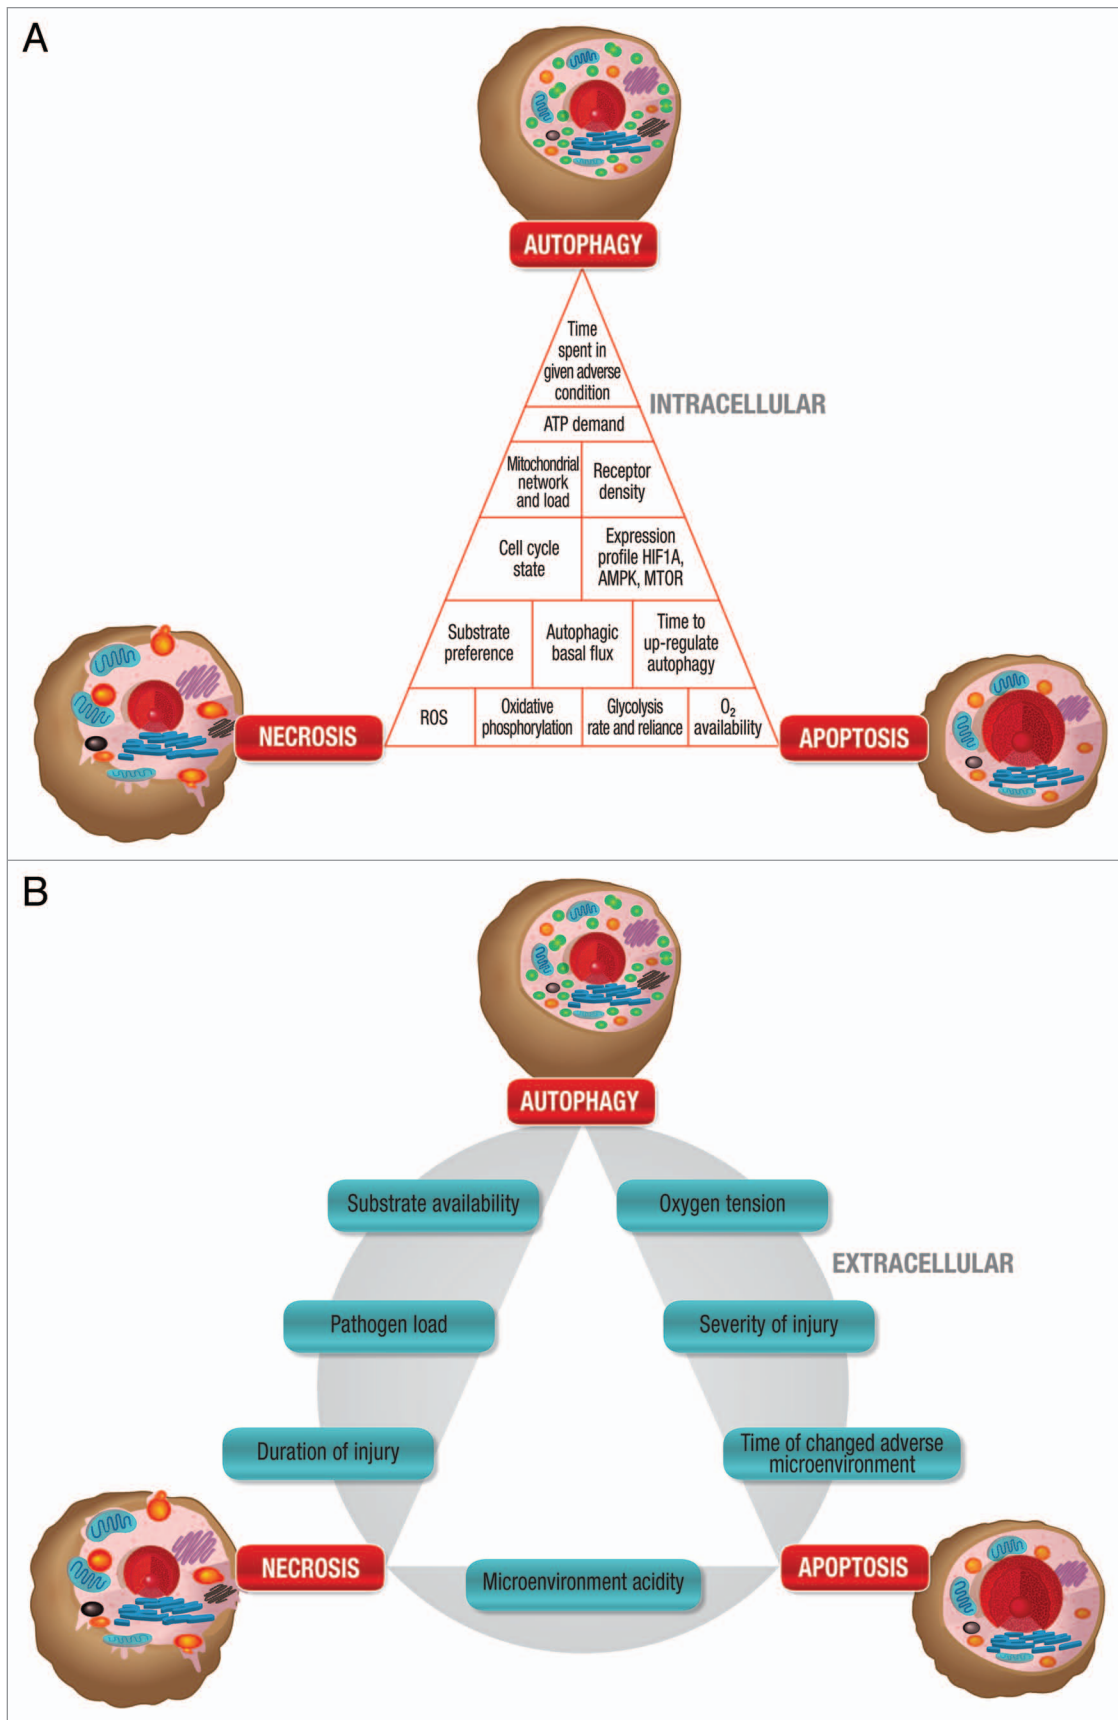 A
AUTOPHAGY
Time
spent in
given adverse
condition
INTRACELLULAR
ATP demand
Mitochondrial
network
and load
Receptor
density
Cell cycle
state
Expression
profile HIF1A,
AMPK, MTOR
Substrate
preference
Autophagic
basal flux
Time to
up-regulate
autophagy
NECROSIS
ROS
Oxidative
phosphorylation
Glycolysis
rate and reliance
O₂
availability
APOPTOSIS
B
AUTOPHAGY
Substrate availability
Oxygen tension
EXTRACELLULAR
Pathogen load
Severity of injury
Duration of injury
Time of changed adverse
microenvironment
NECROSIS
Microenvironment acidity
APOPTOSIS